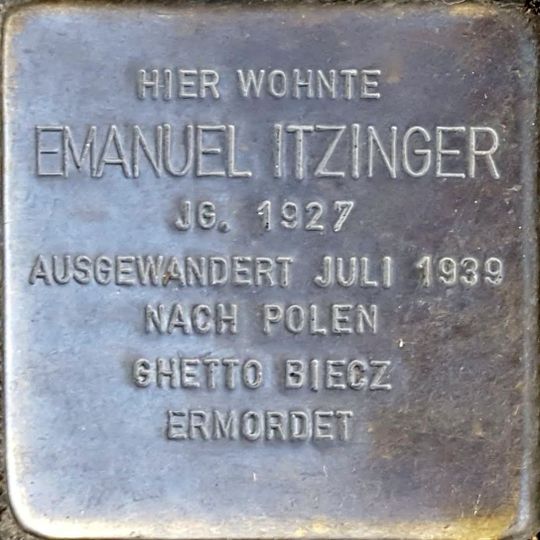 HIER WOHNTE
EMANUEL ITZINGER
JG. 1927
AUSGEWANDERT JULI 1939
NACH POLEN
GHETTO BIECZ
ERMORDET